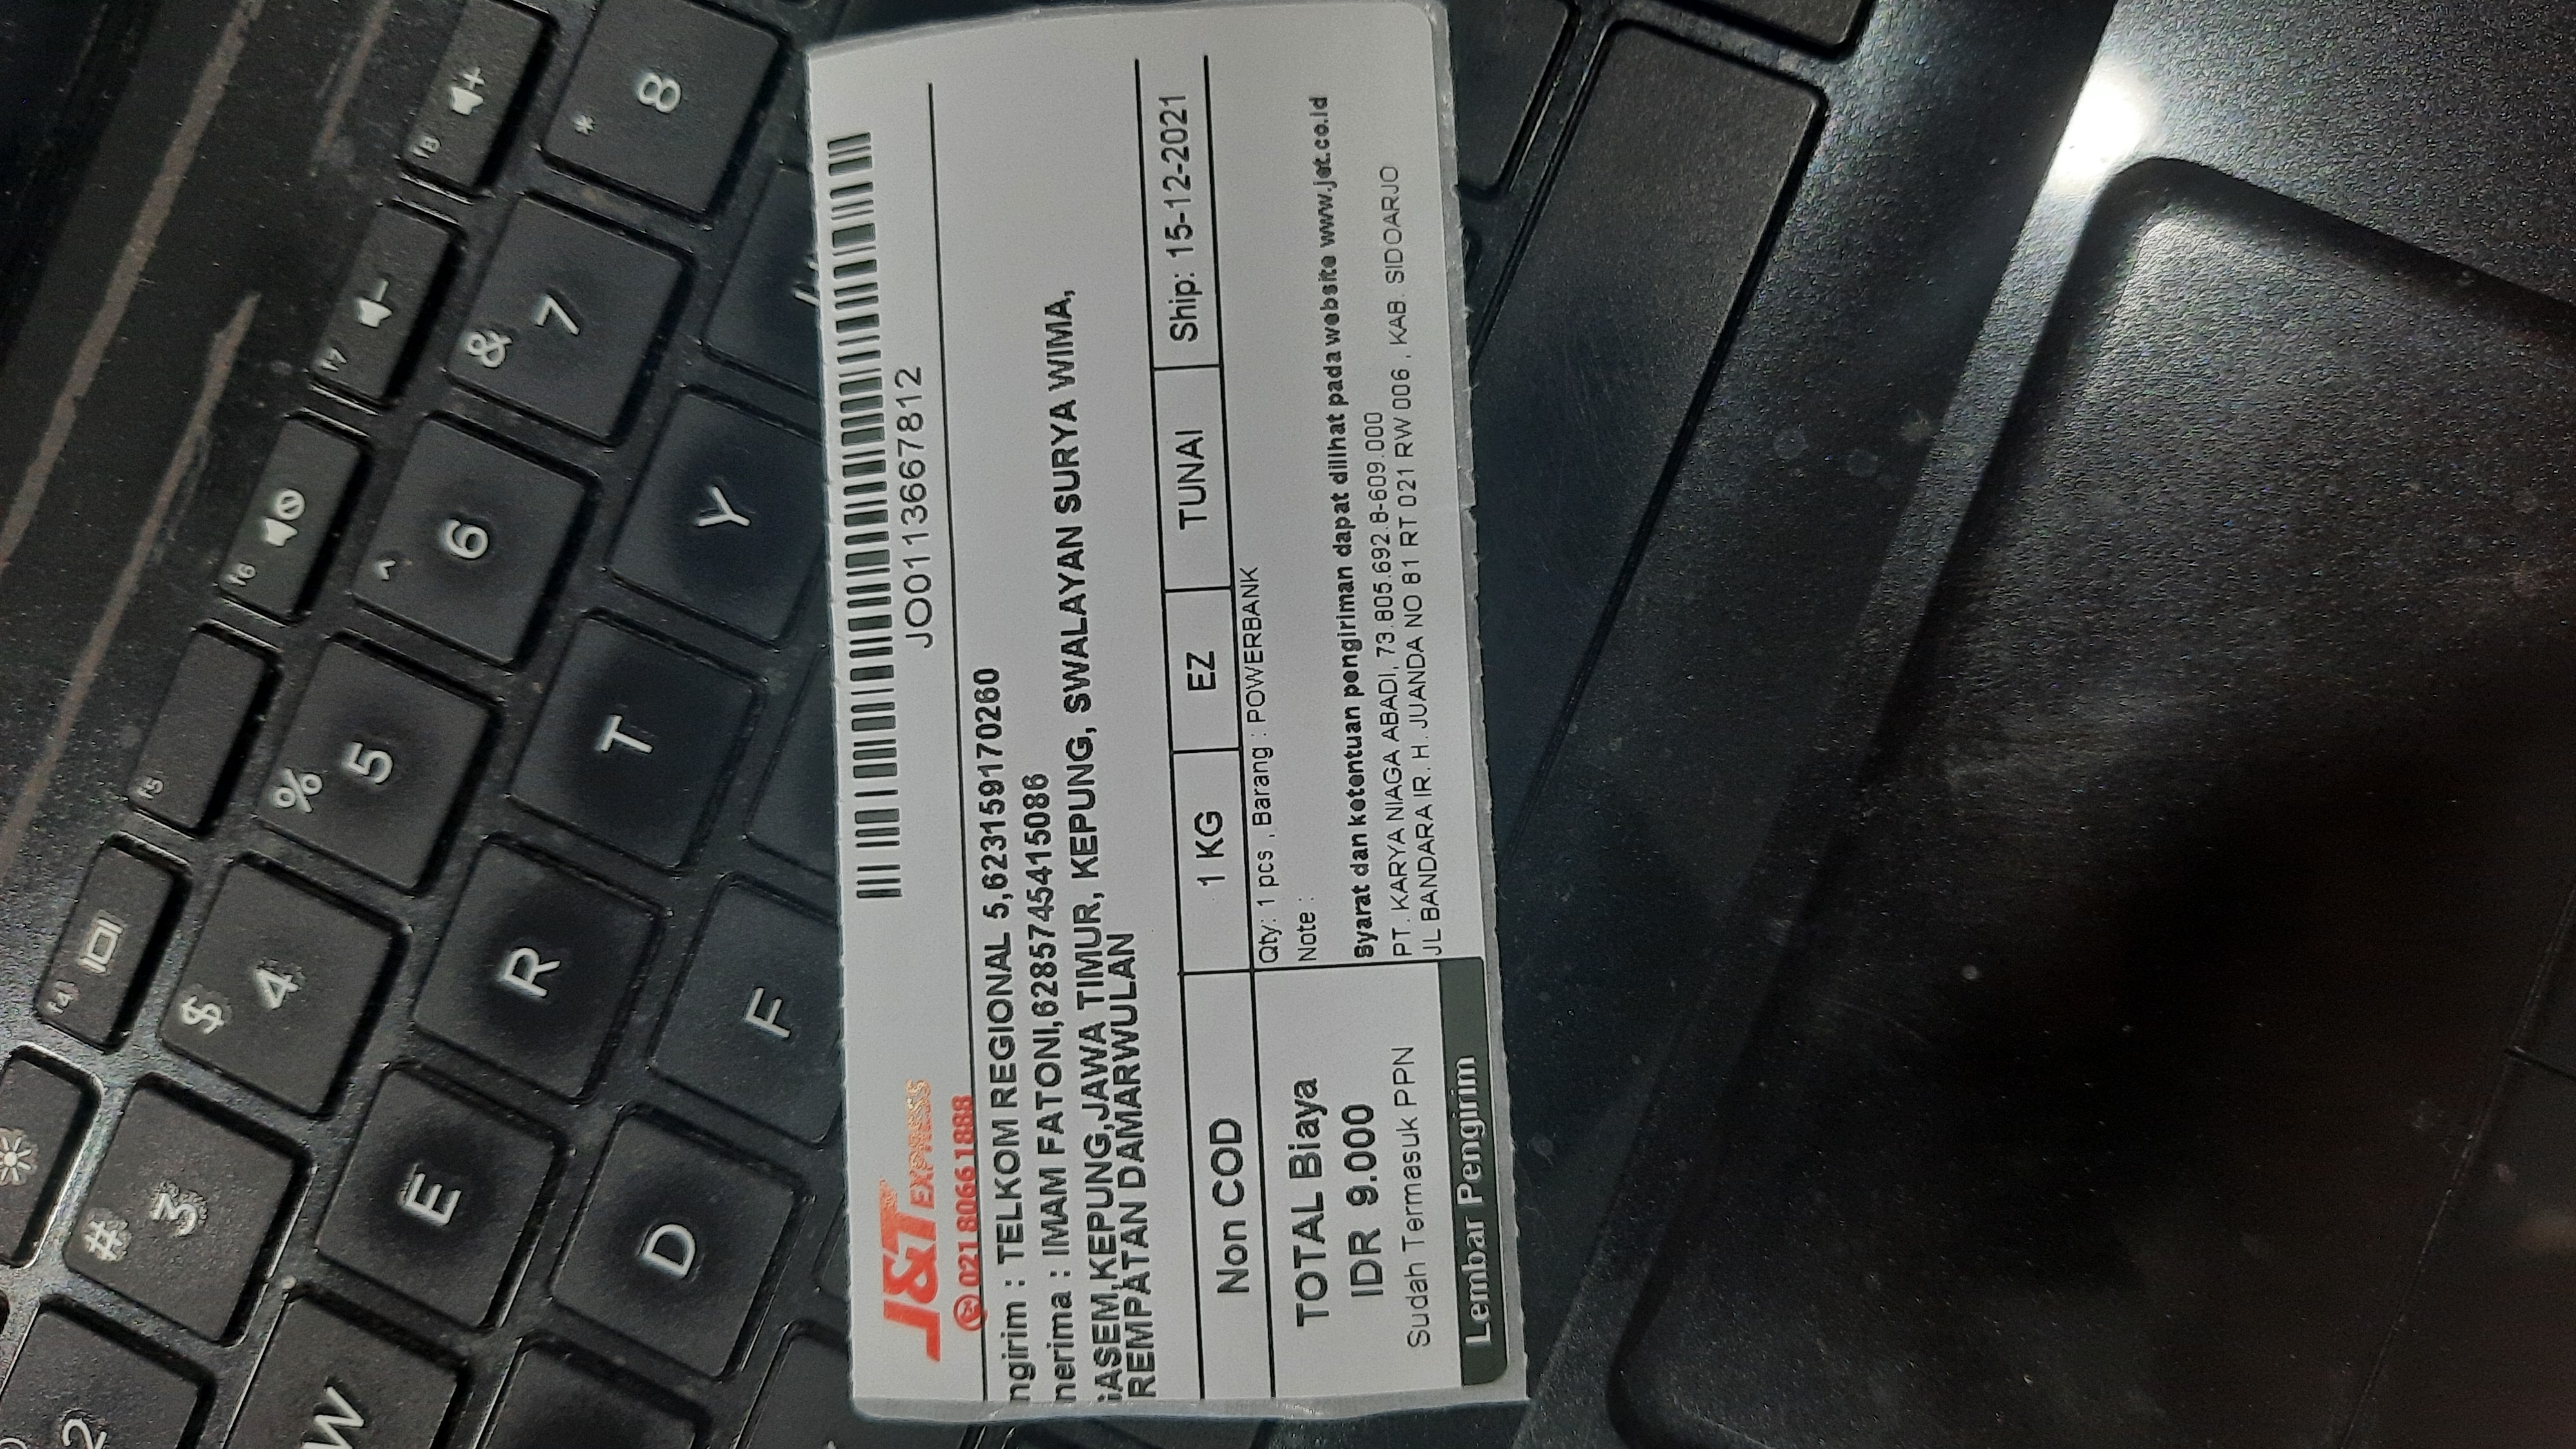 2
#
3
f4
$
4
f5
%
5
f6
^
6
f7
&
7
f8
*
8
W
E
R
T
Y
D
F
J&T EXPRESS
021 8066 1888
JO0113667812
ngirim : TELKOM REGIONAL 5,623159170260
nerima : IMAM FATONI,6285745415086
ASEM,KEPUNG,JAWA TIMUR, KEPUNG, SWALAYAN SURYA WIMA,
REMPATAN DAMARWULAN
Non COD
1 KG
EZ
TUNAI
Ship: 15-12-2021
TOTAL Biaya
IDR 9.000
Sudah Termasuk PPN
Lembar Pengirim
Qty: 1 pcs , Barang : POWERBANK
Note :
Syarat dan ketentuan pengiriman dapat dilihat pada website www.jet.co.id
PT. KARYA NIAGA ABADI, 73.805.692.8-609.000
JL BANDARA IR. H. JUANDA NO 81 RT 021 RW 006 , KAB. SIDOARJO